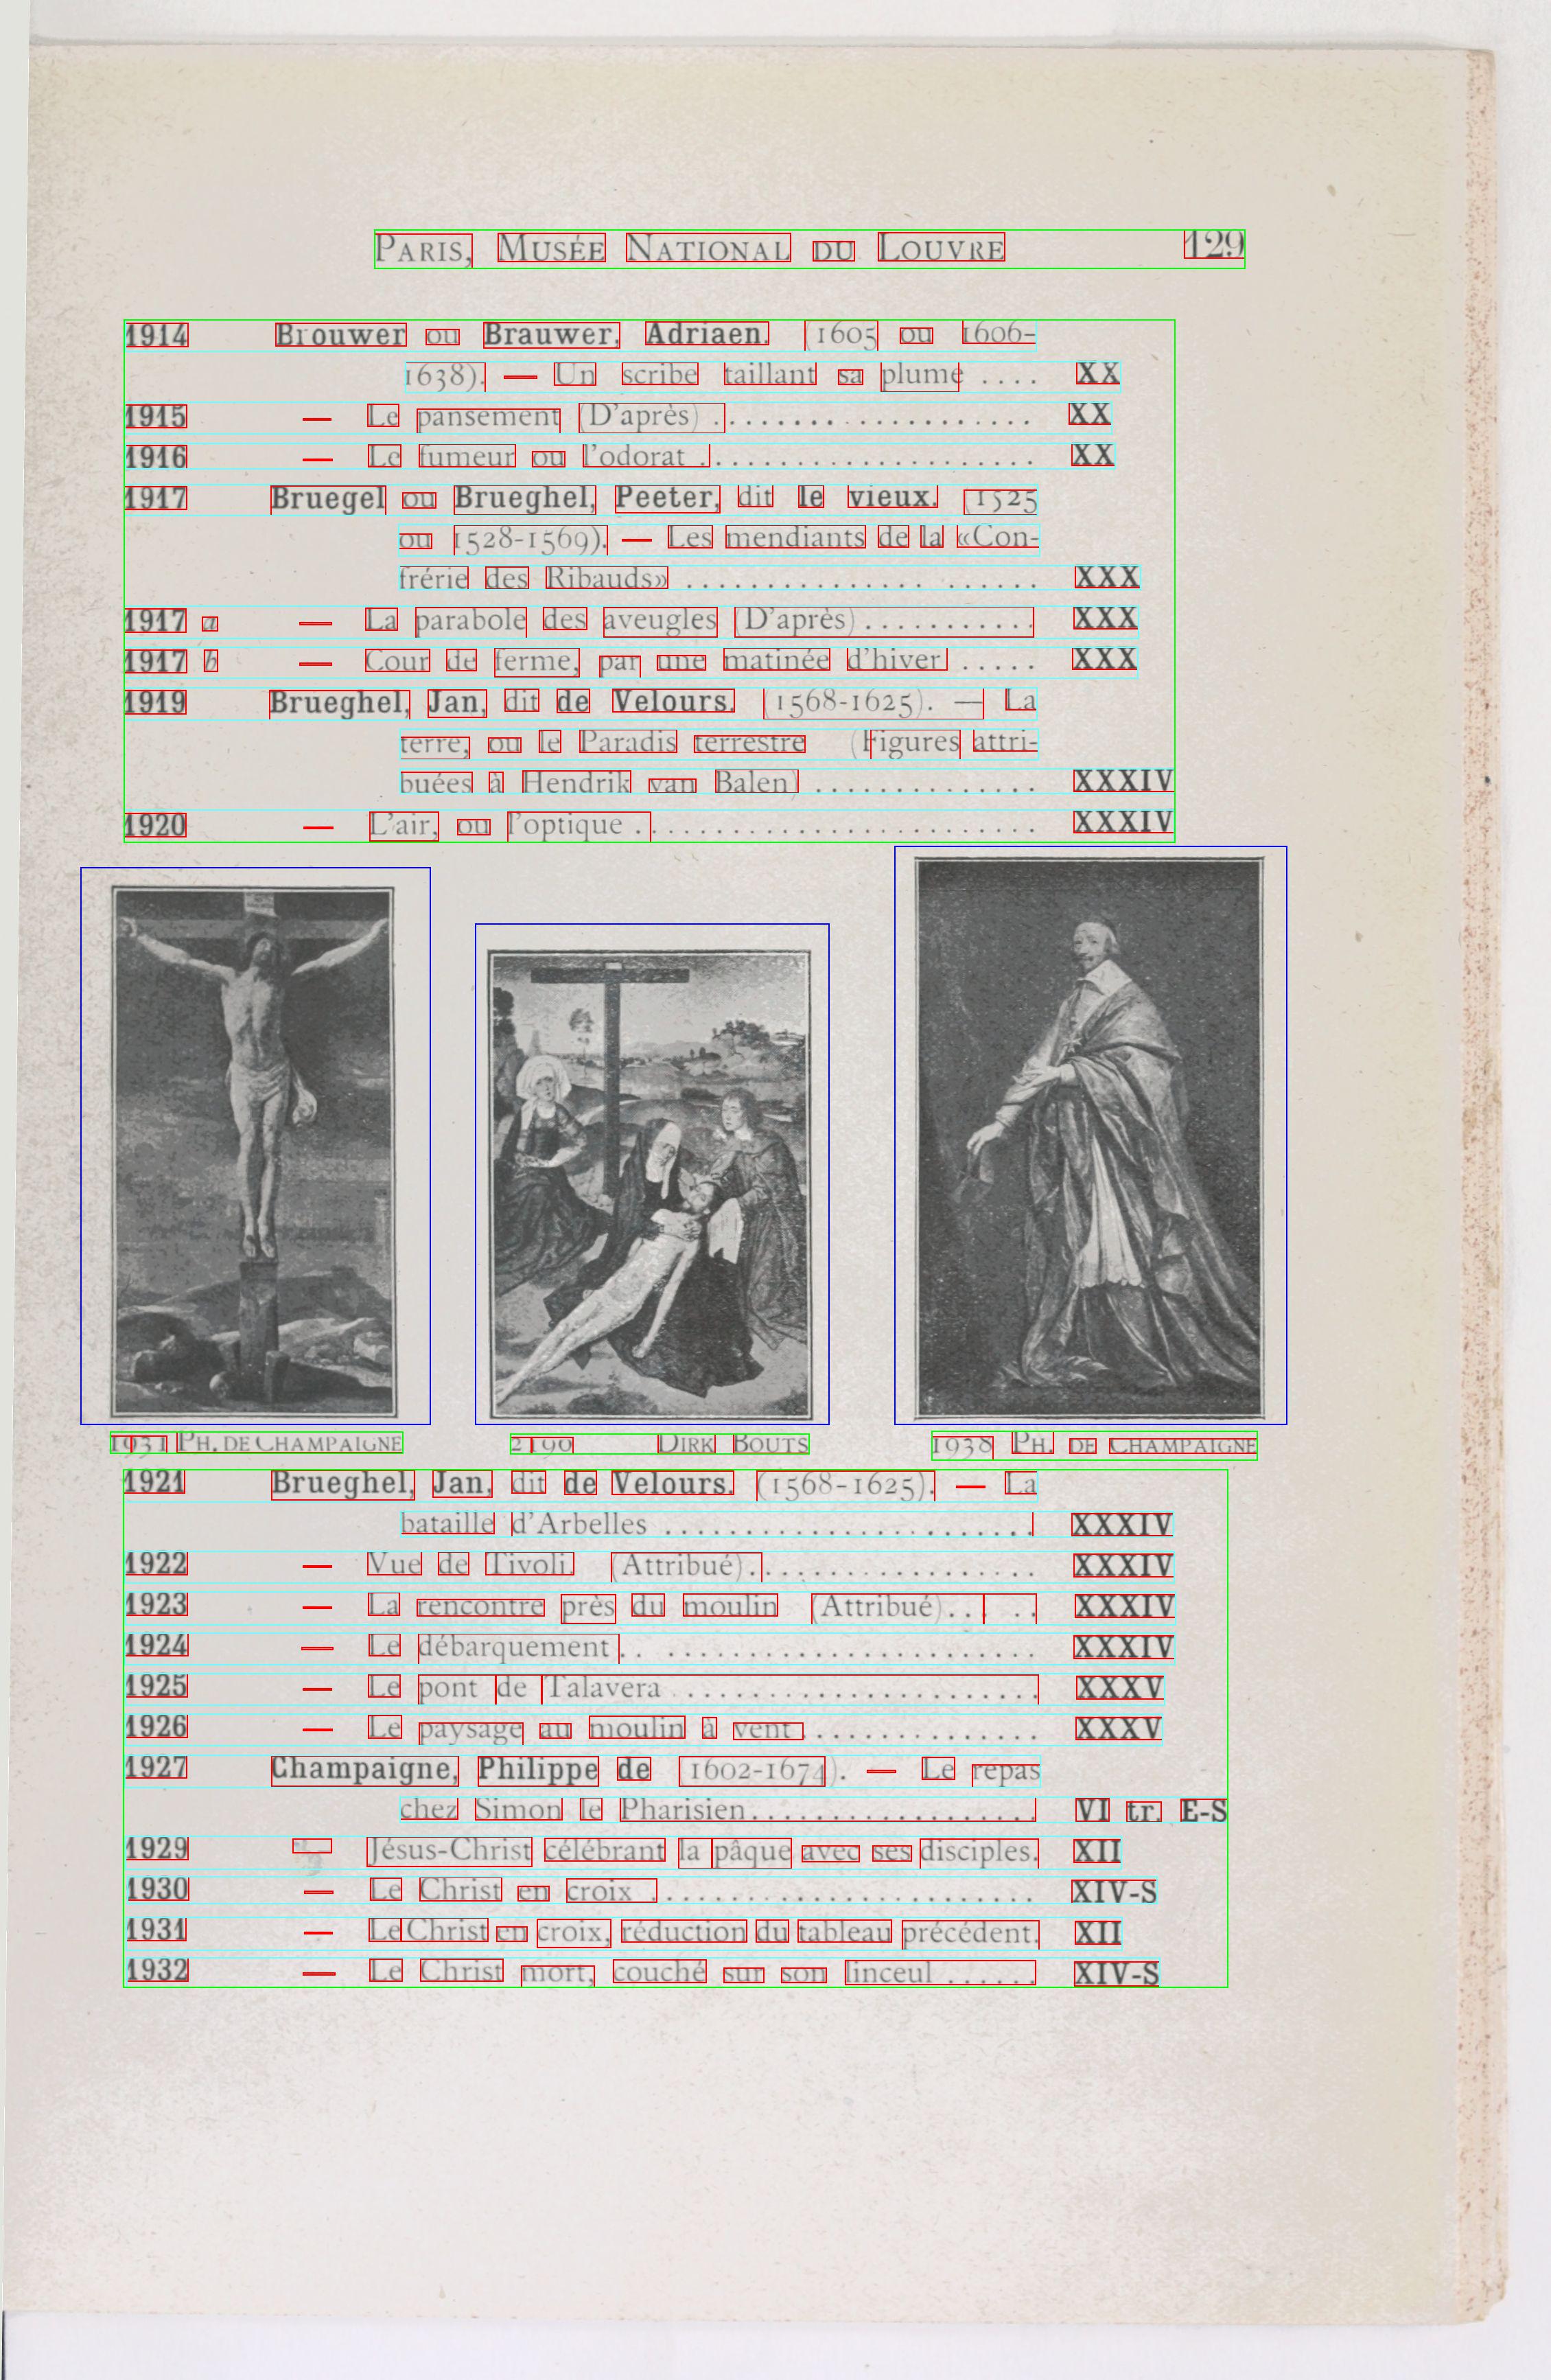 PARIS, MUSÉE NATIONAL DU LOUVRE 129
1914 Brouwer ou Brauwer, Adriaen. (1605 ou 1606-
1638). — Un scribe taillant sa plume .... XX
1915 — Le pansement (D'après) .................... XX
1916 — Le fumeur ou l'odorat ..................... XX
1917 Bruegel ou Brueghel, Peeter, dit le vieux. (1525
ou 1528-1569). — Les mendiants de la «Con-
frérie des Ribauds» ...................... XXX
1917 a — La parabole des aveugles (D'après) ........... XXX
1917 b — Cour de ferme, par une matinée d'hiver ..... XXX
1919 Brueghel, Jan, dit de Velours. (1568-1625). — La
terre, ou le Paradis terrestre (Figures attri-
buées à Hendrik van Balen) .............. XXXIV
1920 — L'air, ou l'optique .......................... XXXIV
1931 PH. DE CHAMPAIGNE
2190 DIRK BOUTS
1938 PH. DE CHAMPAIGNE
1921 Brueghel, Jan, dit de Velours. (1568-1625). — La
bataille d'Arbelles ....................... XXXIV
1922 — Vue de Tivoli. (Attribué) ................... XXXIV
1923 — La rencontre près du moulin (Attribué) ..... XXXIV
1924 — Le débarquement ......................... XXXIV
1925 — Le pont de Talavera ........................ XXXV
1926 — Le paysage au moulin à vent ................ XXXV
1927 Champaigne, Philippe de (1602-1674). — Le repas
chez Simon le Pharisien .................. VI tr. E-S
1929 — Jésus-Christ célébrant la pâque avec ses disciples. XII
1930 — Le Christ en croix ........................ XIV-S
1931 — Le Christ en croix, réduction du tableau précédent. XII
1932 — Le Christ mort, couché sur son linceul ...... XIV-S